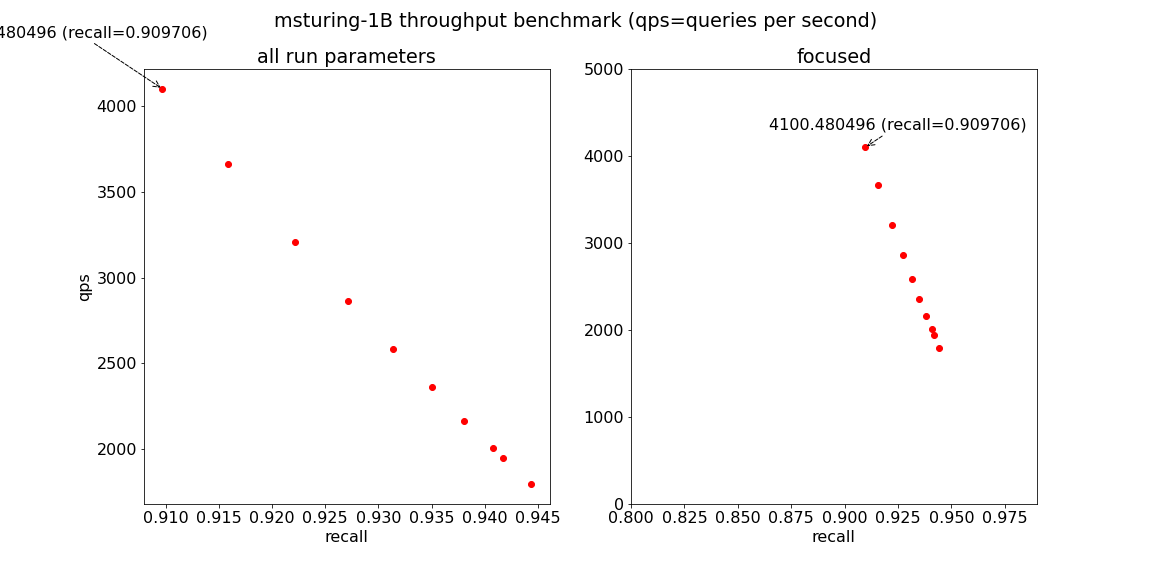 msturing-1B throughput benchmark (qps=queries per second)
480496 (recall=0.909706)
all run parameters
4000
3500
3000
2500
2000
qps
0.910 0.915 0.920 0.925 0.930 0.935 0.940 0.945
recall
focused
4100.480496 (recall=0.909706)
5000
4000
3000
2000
1000
0
0.800 0.825 0.850 0.875 0.900 0.925 0.950 0.975
recall